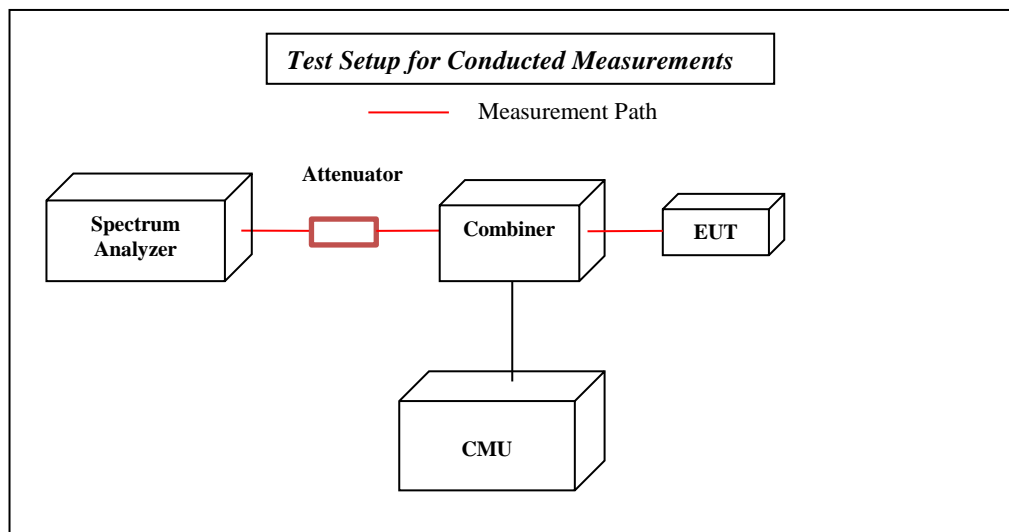 Test Setup for Conducted Measurements
Measurement Path
Attenuator
Spectrum
Analyzer
Combiner
EUT
CMU